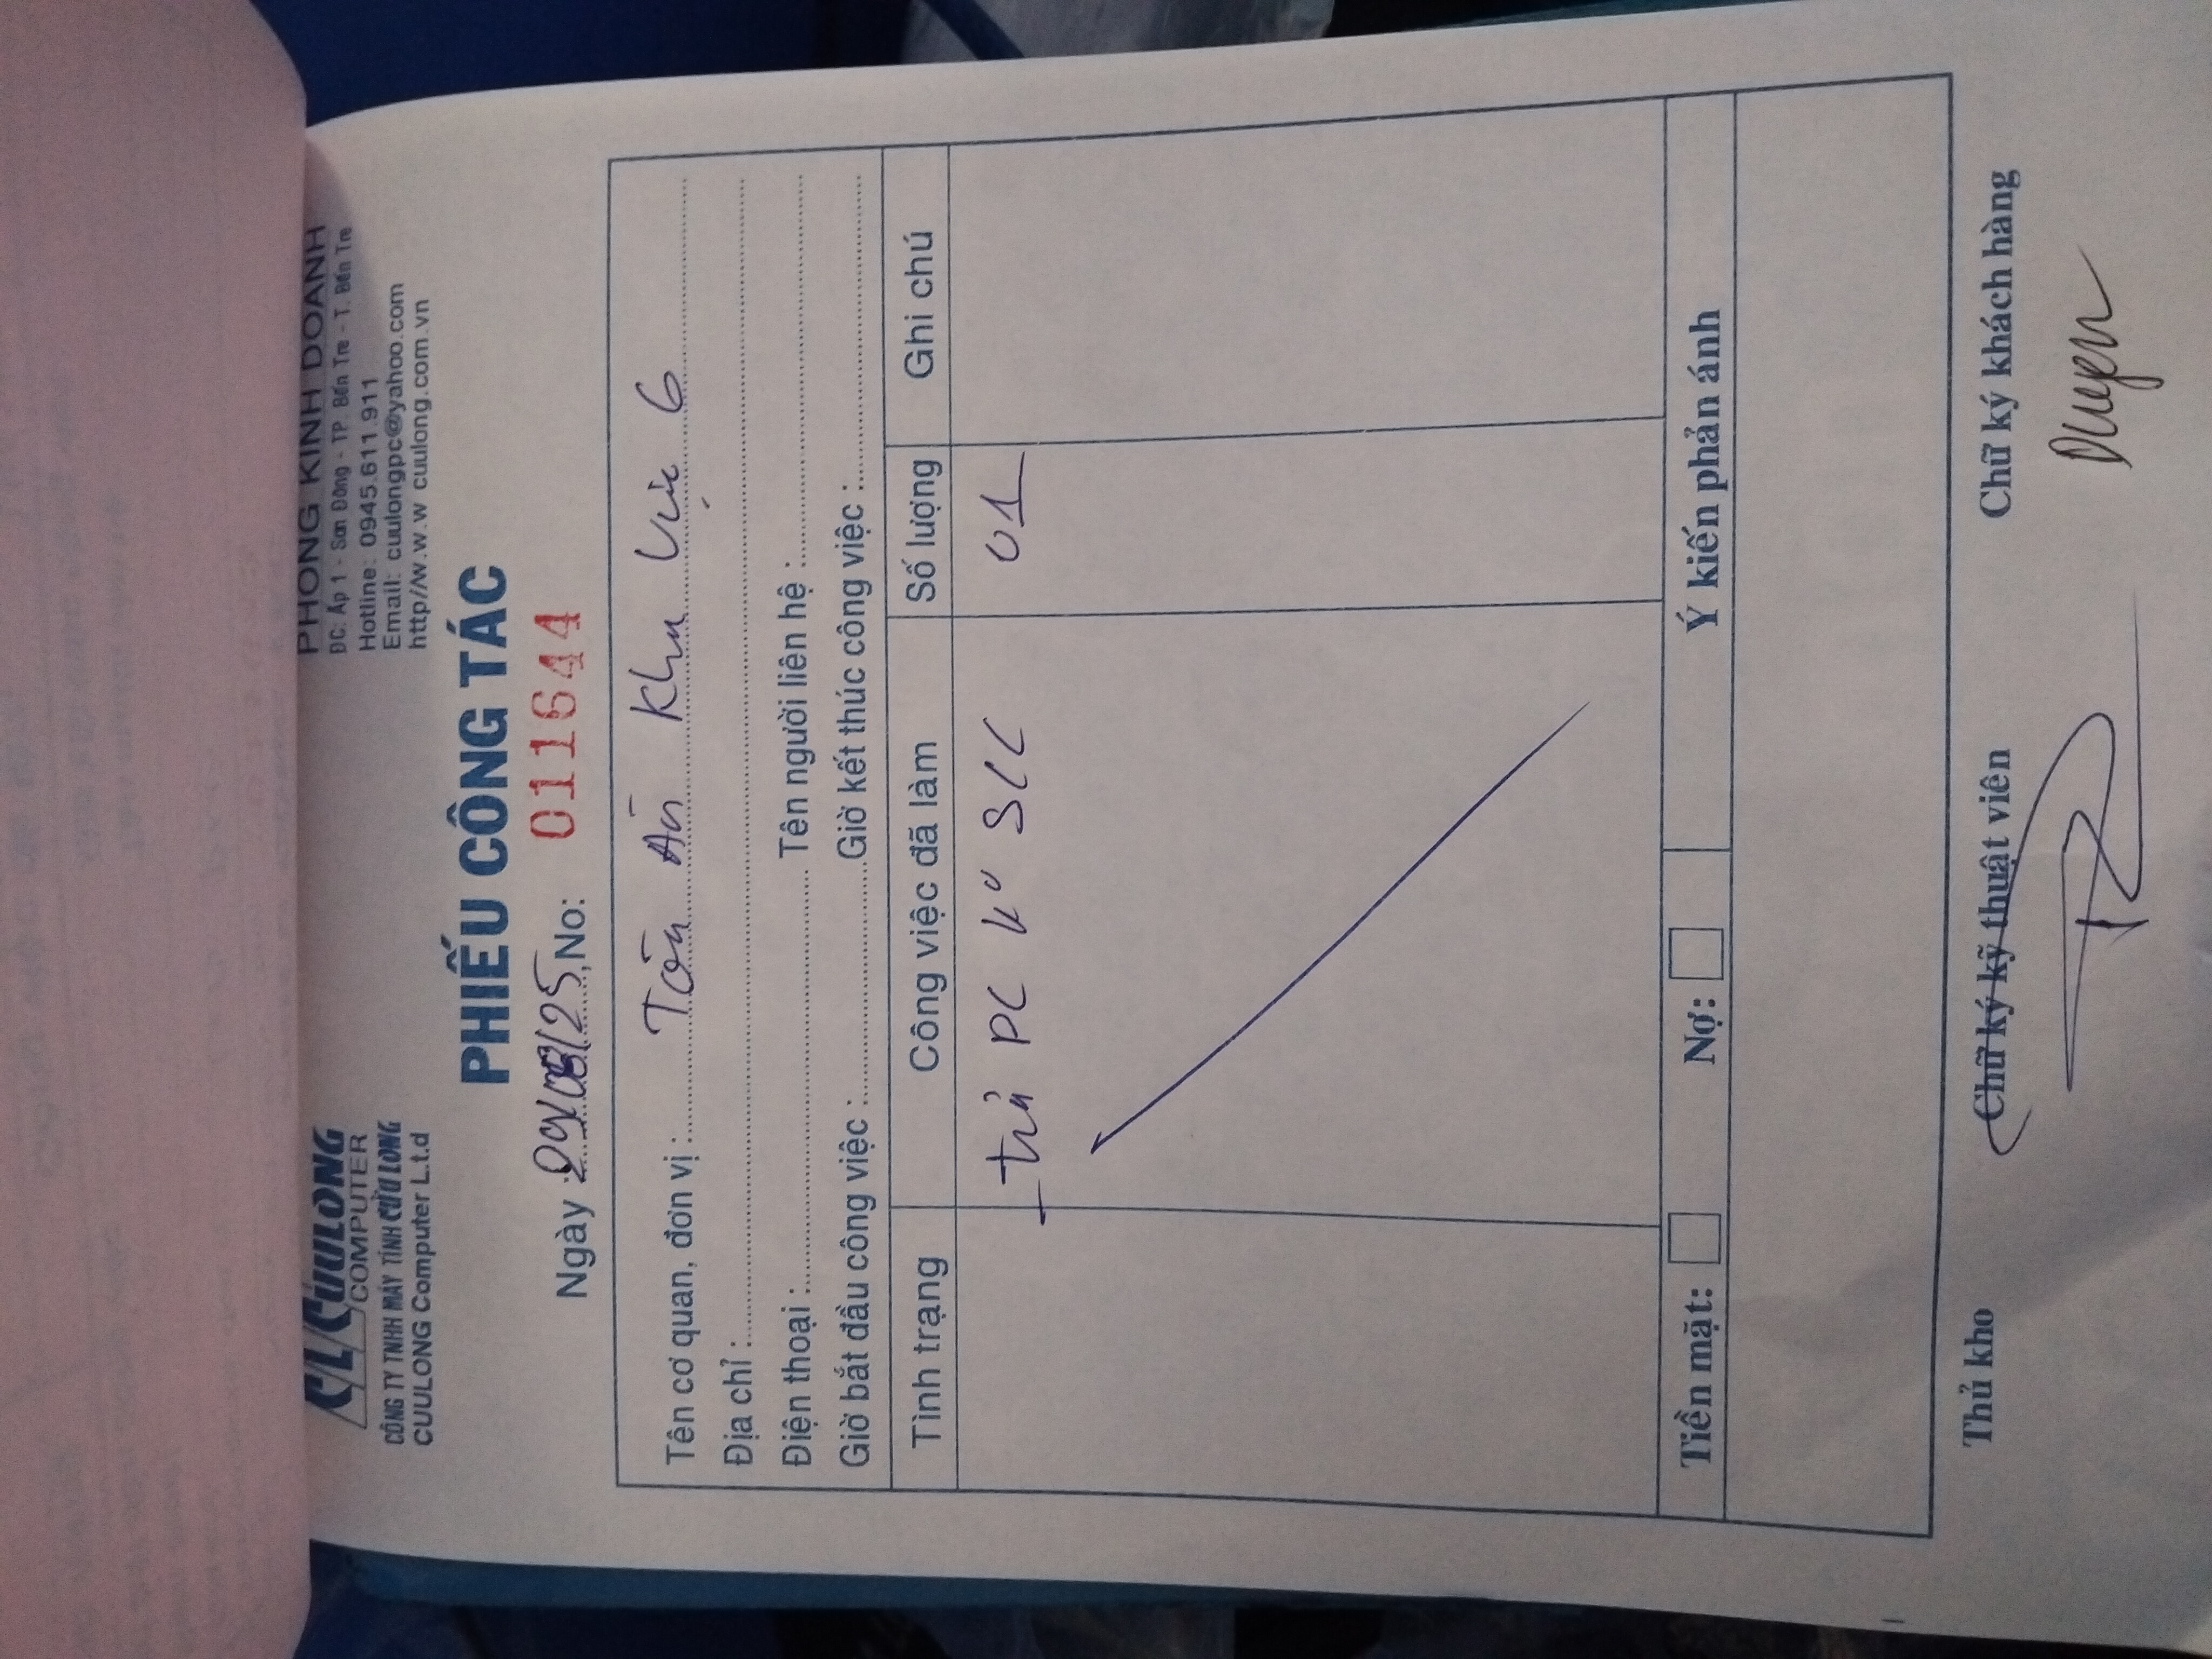 CL CUULONG
COMPUTER
CÔNG TY TNHH MÁY TÍNH CỬU LONG
CUULONG Computer L.t.d
PHÒNG KINH DOANH
ĐC: Ấp 1 - Sơn Đông - TP. Bến Tre - T. Bến Tre
Hotline: 0945.611.911
Email: cuulongpc@yahoo.com
http//w.w.w cuulong.com.vn
PHIẾU CÔNG TÁC
Ngày 29/08/25, No: 011644
Tên cơ quan, đơn vị: Tòa Án Khu Vực 6
Địa chỉ:
Điện thoại: Tên người liên hệ:
Giờ bắt đầu công việc: Giờ kết thúc công việc:
Tình trạng Công việc đã làm Số lượng Ghi chú
- trả PC ko SCC 01
Tiền mặt: Nợ: Ý kiến phản ánh
Thủ kho Chữ ký kỹ thuật viên Chữ ký khách hàng
Duyen